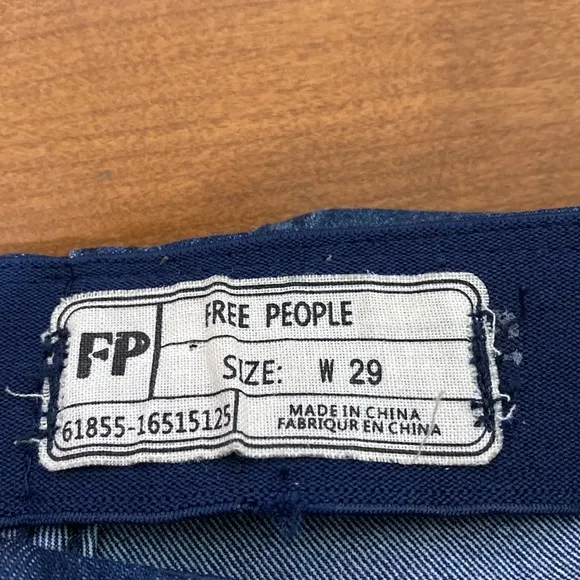 FP
FREE PEOPLE
SIZE: W 29
61855-16515125
MADE IN CHINA
FABRIQUR EN CHINA